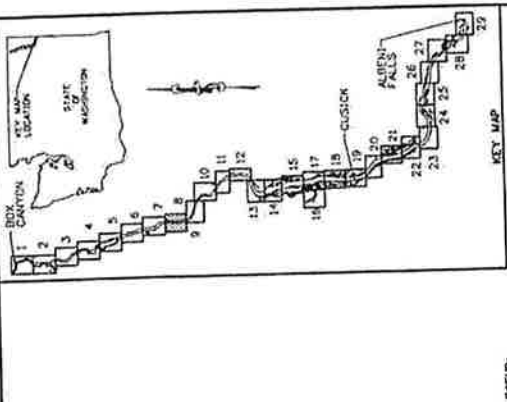 BOX
CANYON
KEY MAP
LOCATION
STATE
OF
WASHINGTON
1
2
3
4
5
6
7
8
9
10
11
12
13
14
15
16
17
18
CUSICK
19
20
21
22
23
24
25
26
27
ALBENI
FALLS
28
29
KEY MAP